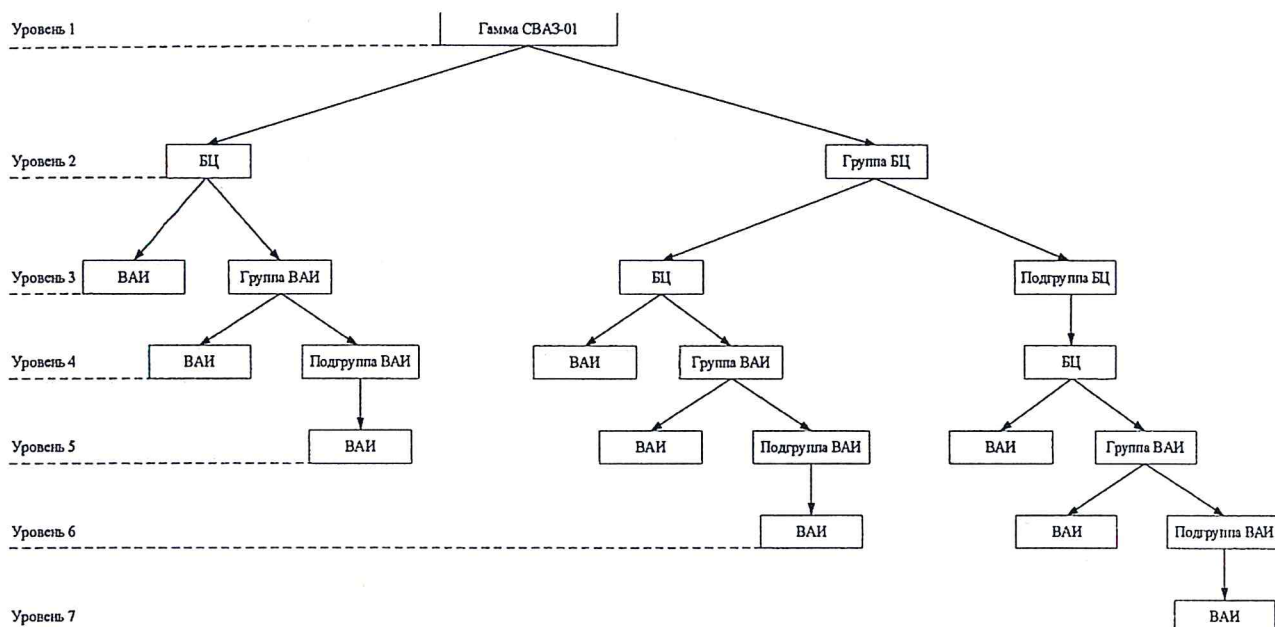 Уровень 1
Гамма СВАЗ-01
Уровень 2
БЦ
Группа БЦ
Уровень 3
ВАИ
Группа ВАИ
БЦ
Подгруппа БЦ
Уровень 4
ВАИ
Подгруппа ВАИ
ВАИ
Группа ВАИ
БЦ
Уровень 5
ВАИ
ВАИ
Подгруппа ВАИ
ВАИ
Группа ВАИ
Уровень 6
ВАИ
ВАИ
Подгруппа ВАИ
Уровень 7
ВАИ